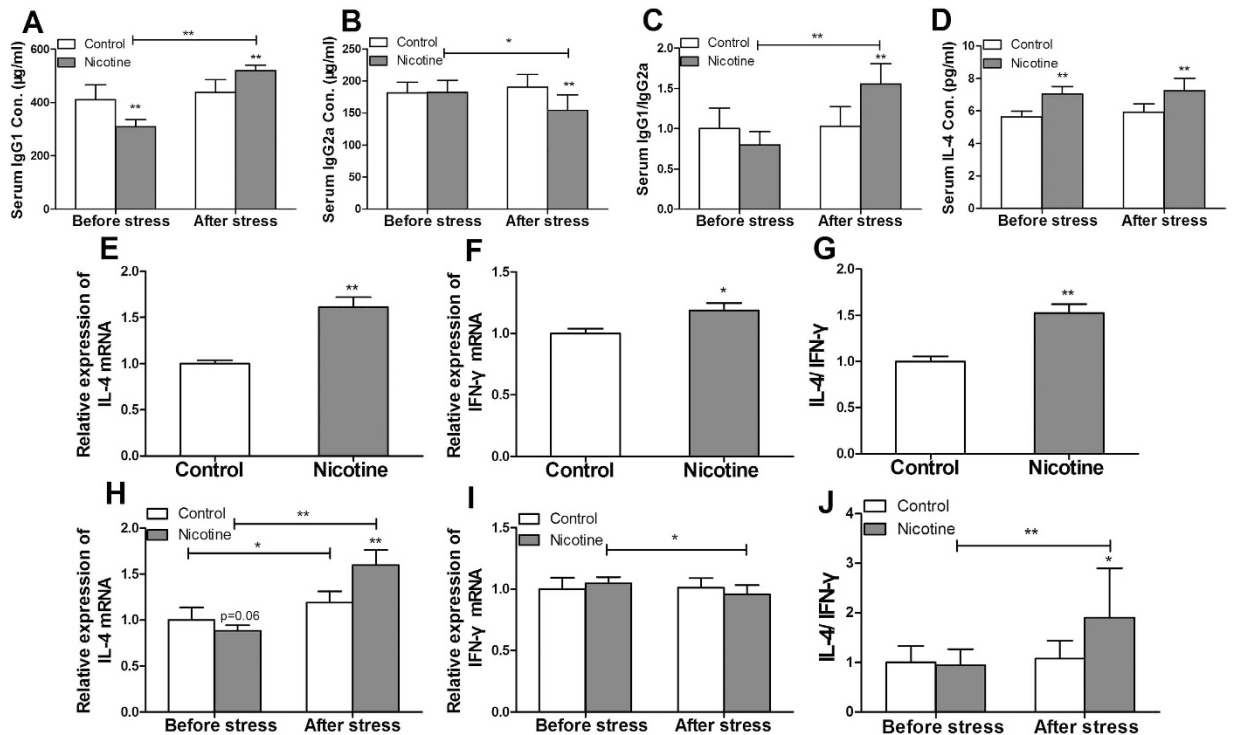 A
Serum IgG1 Con. (μg/ml)
600
400
200
0
Control
Nicotine
**
**
**
Before stress
After stress
B
Serum IgG2a Con. (μg/ml)
250
200
150
100
50
0
Control
Nicotine
*
**
Before stress
After stress
C
Serum IgG1/IgG2a
2.0
1.5
1.0
0.5
0.0
Control
Nicotine
**
**
Before stress
After stress
D
Serum IL-4 Con. (pg/ml)
10
8
6
4
2
0
Control
Nicotine
**
**
Before stress
After stress
E
Relative expression of
IL-4 mRNA
2.0
1.5
1.0
0.5
0.0
**
Control
Nicotine
F
Relative expression of
IFN-γ mRNA
1.5
1.0
0.5
0.0
*
Control
Nicotine
G
IL-4/ IFN-γ
2.0
1.5
1.0
0.5
0.0
**
Control
Nicotine
H
Relative expression of
IL-4 mRNA
2.0
1.5
1.0
0.5
0.0
Control
Nicotine
**
*
**
p=0.06
Before stress
After stress
I
Relative expression of
IFN-γ mRNA
1.5
1.0
0.5
0.0
Control
Nicotine
*
Before stress
After stress
J
IL-4/ IFN-γ
4
3
2
1
0
Control
Nicotine
**
*
Before stress
After stress